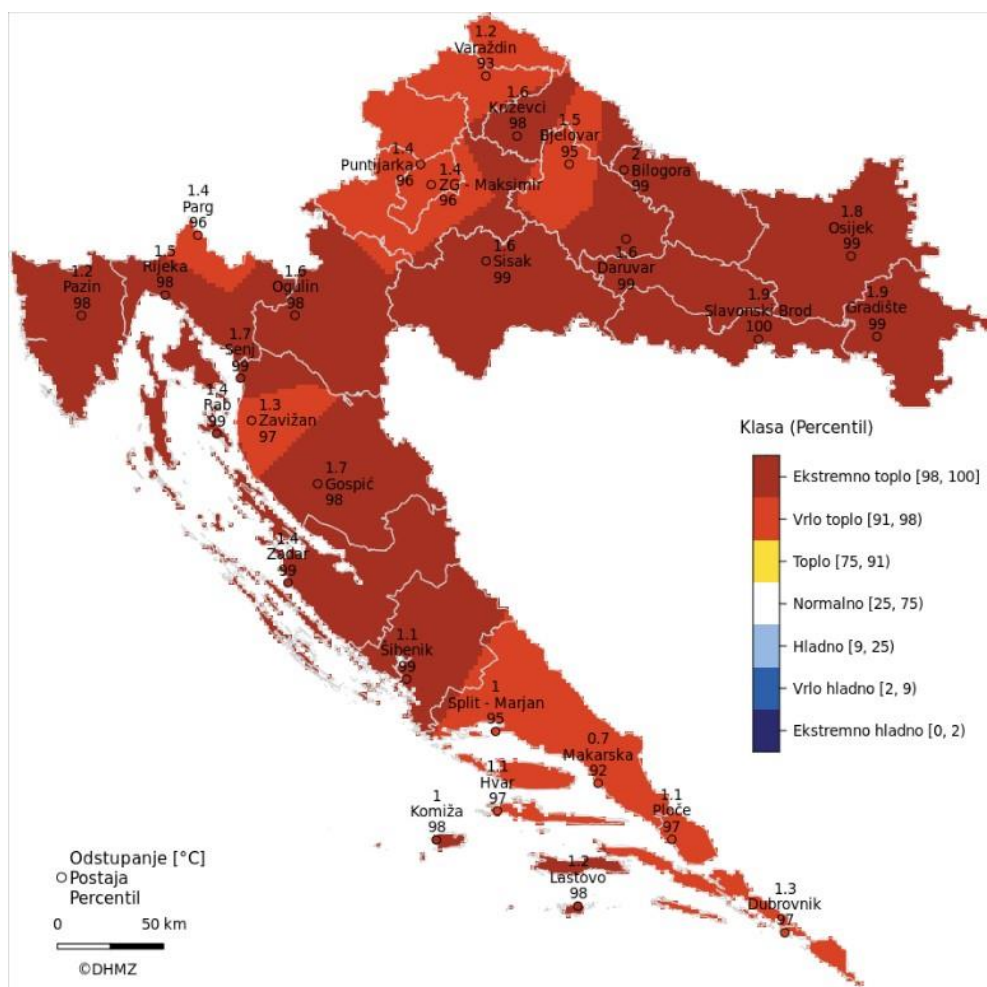 1.2
Varaždin
93
1.6
Križevci
98
1.5
Bjelovar
95
1.4
Puntijarka
96
1.4
ZG - Maksimir
96
2
Bilogora
99
1.4
Parg
96
1.8
Osijek
99
1.2
Pazin
98
1.5
Rijeka
98
1.6
Ogulin
98
1.6
Sisak
99
1.6
Daruvar
99
1.9
Slavonski Brod
100
1.9
Gradište
99
1.7
Senj
99
1.4
Rab
99
1.3
Zavižan
97
1.7
Gospić
98
1.4
Zadar
99
1.1
Šibenik
99
1
Split - Marjan
95
0.7
Makarska
92
1.1
Hvar
97
1
Komiža
98
1.1
Ploče
97
1.2
Lastovo
98
1.3
Dubrovnik
97
Klasa (Percentil)
Ekstremno toplo [98, 100]
Vrlo toplo [91, 98)
Toplo [75, 91)
Normalno [25, 75)
Hladno [9, 25)
Vrlo hladno [2, 9)
Ekstremno hladno [0, 2)
Odstupanje [°C]
Postaja
Percentil
0 50 km
©DHMZ